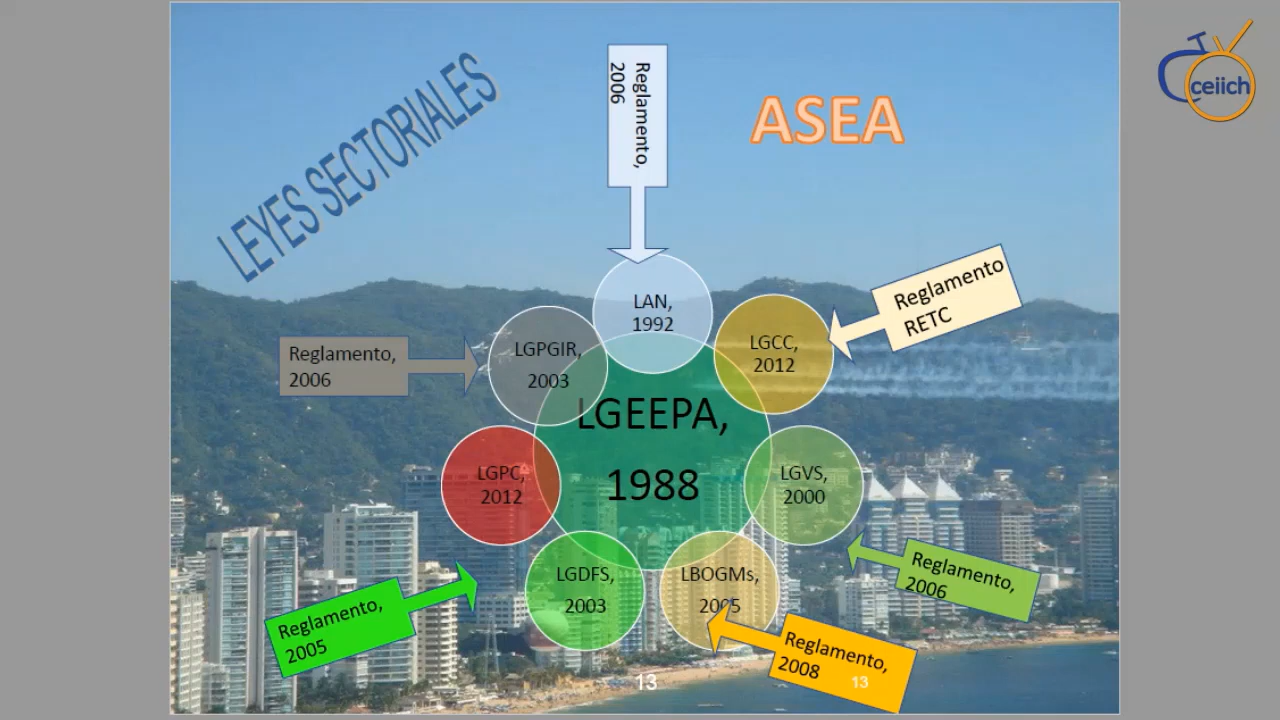 LEYES SECTORIALES
Reglamento,
2006
ASEA
ceiich
LAN,
1992
Reglamento
RETC
LGCC,
2012
LGPGIR,
2003
Reglamento,
2006
LGEEPA,
1988
LGPC,
2012
LGVS,
2000
Reglamento,
2006
LGDFS,
2003
LBOGMs,
2005
Reglamento,
2005
Reglamento,
2008
13
13